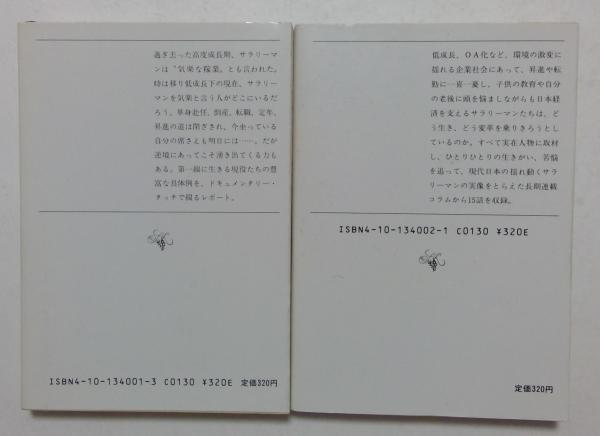 過ぎ去った高度成長期、サラリーマ
ンは〝気楽な稼業〟とも言われた。
時は移り低成長下の現在、サラリー
マンを気楽と言う人がどこにいるだ
ろう。単身赴任、倒産、転職、定年、
昇進の道は閉ざされ、今坐っている
自分の席さえも明日には……。だが
逆境にあってこそ湧き出てくる力も
ある。第一線に生きる現役たちの豊
富な具体例を、ドキュメンタリー・
タッチで綴るレポート。
ISBN4-10-134001-3 C0130 ¥320E 定価320円
低成長、ＯＡ化など、環境の激変に
揺れる企業社会にあって、昇進や転
勤に一喜一憂し、子供の教育や自分
の老後に頭を悩ましながらも日本経
済を支えるサラリーマンたちは、ど
う生き、どう変革を乗りきろうとし
ているのか。すべて実在人物に取材
し、ひとりひとりの生きがい、苦悩
を追って、現代日本の揺れ動くサラ
リーマンの実像をとらえた長期連載
コラムから15話を収録。
ISBN4-10-134002-1 C0130 ¥320E
定価320円